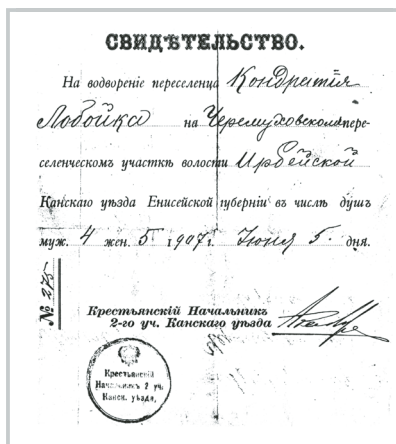 СВИДѢТЕЛЬСТВО.
На водвореніе переселенца Кондратія
Лобойка на Черемуховскомъ пере-
селенческомъ участкѣ волости Ирбейской
Канскаго уѣзда Енисейской губерніи въ числѣ душъ
муж. 4 жен. 5 1907 г. Іюня 5. дня.
№ 275
Крестьянскій Начальникъ
2-го уч. Канскаго уѣзда
Крестьянскій
Начальникъ 2 уч.
Канск. уѣзда,